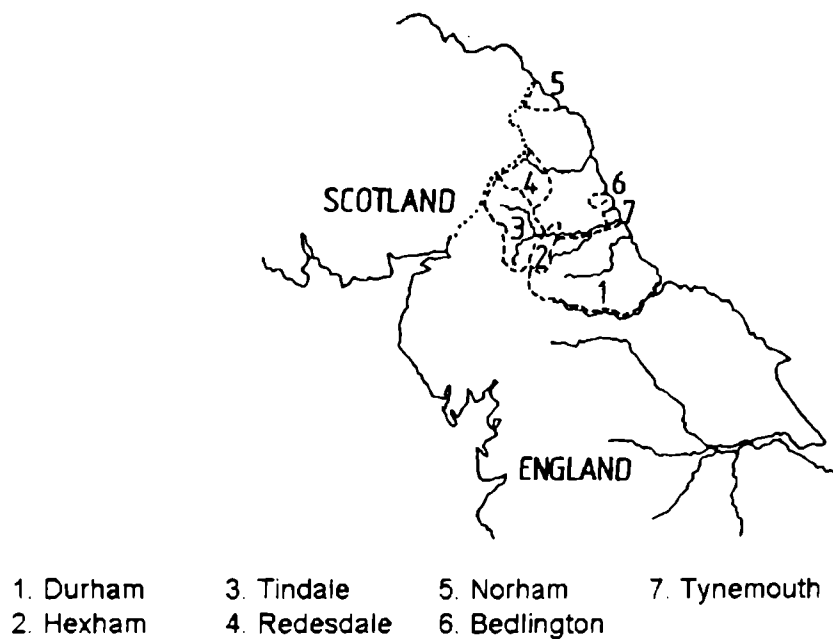 5
4
6
SCOTLAND
7
3
2
1
ENGLAND
1. Durham 3. Tindale 5. Norham 7. Tynemouth
2. Hexham 4. Redesdale 6. Bedlington